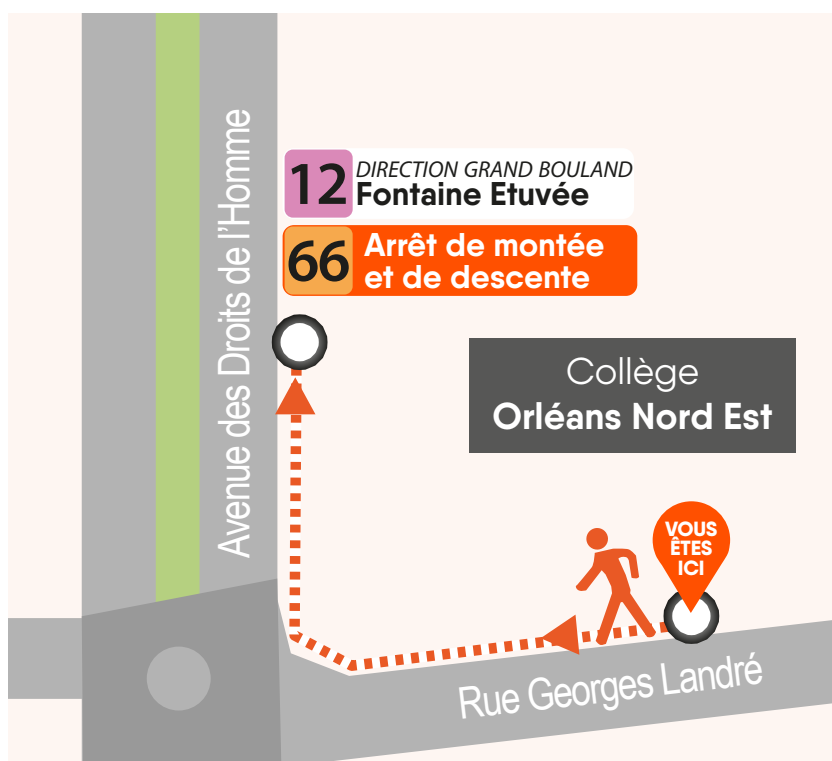 Avenue des Droits de l'Homme
12
DIRECTION GRAND BOULAND
Fontaine Etuvée
66
Arrêt de montée
et de descente
Collège
Orléans Nord Est
VOUS
ÊTES
ICI
Rue Georges Landré